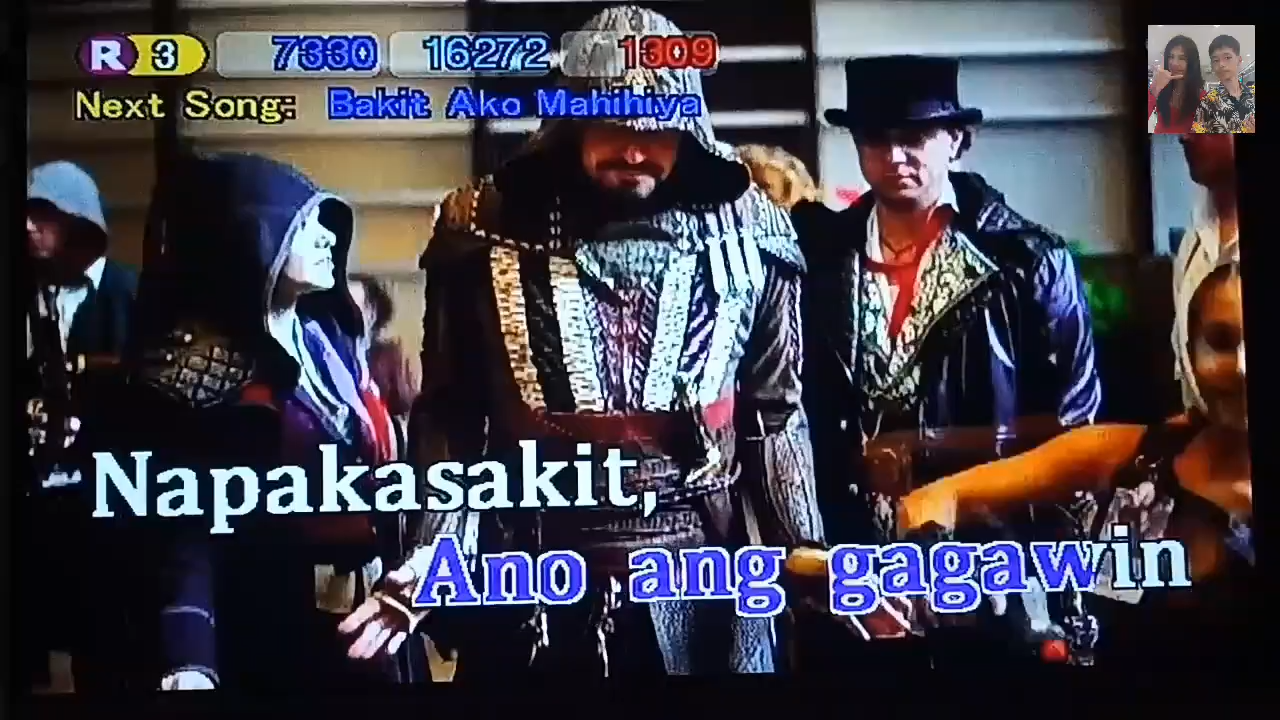 R 3 7330 16272 1309
Next Song: Bakit Ako Mahihiya
Napakasakit,
Ano ang gagawin